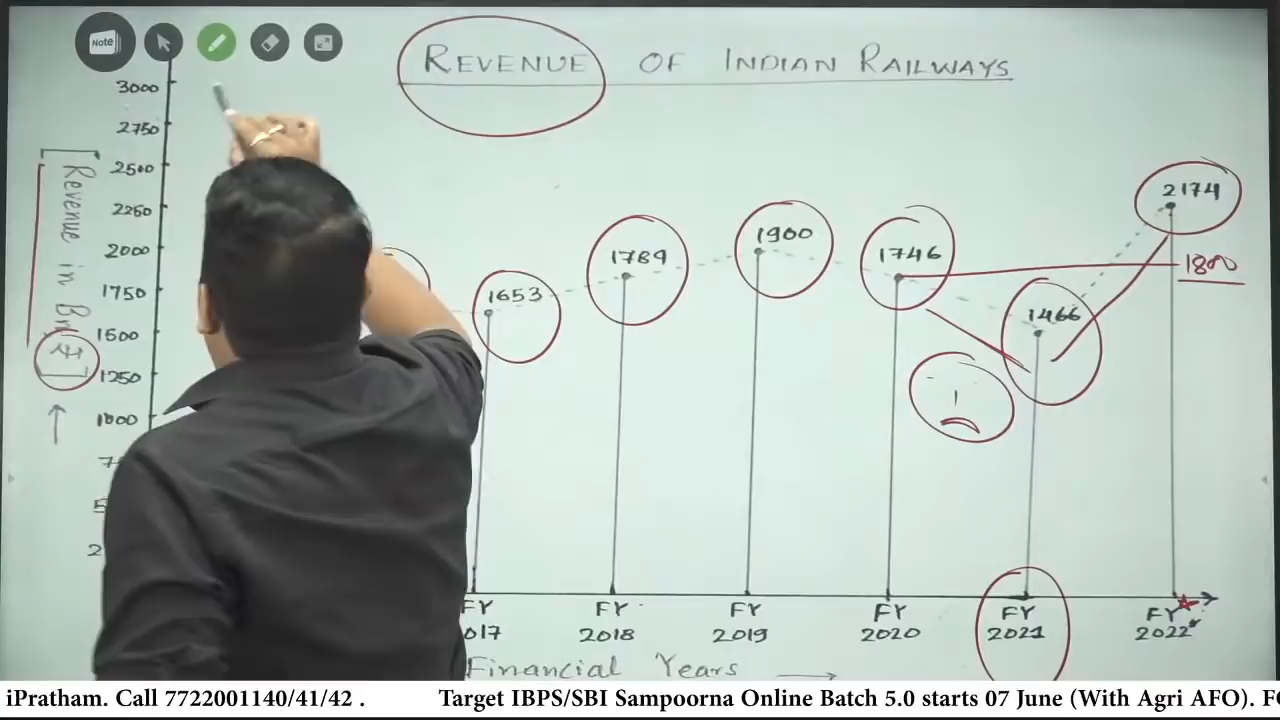 Note
REVENUE OF INDIAN RAILWAYS
3000
2750
2500
2250
2000
1750
1500
1250
1000
[Revenue in Bn ₹]
1653
1789
1900
1746
1466
2174
1800
FY 2018
FY 2019
FY 2020
FY 2021
FY 2022*
FY
Financial Years
iPratham. Call 7722001140/41/42 . Target IBPS/SBI Sampoorna Online Batch 5.0 starts 07 June (With Agri AFO).